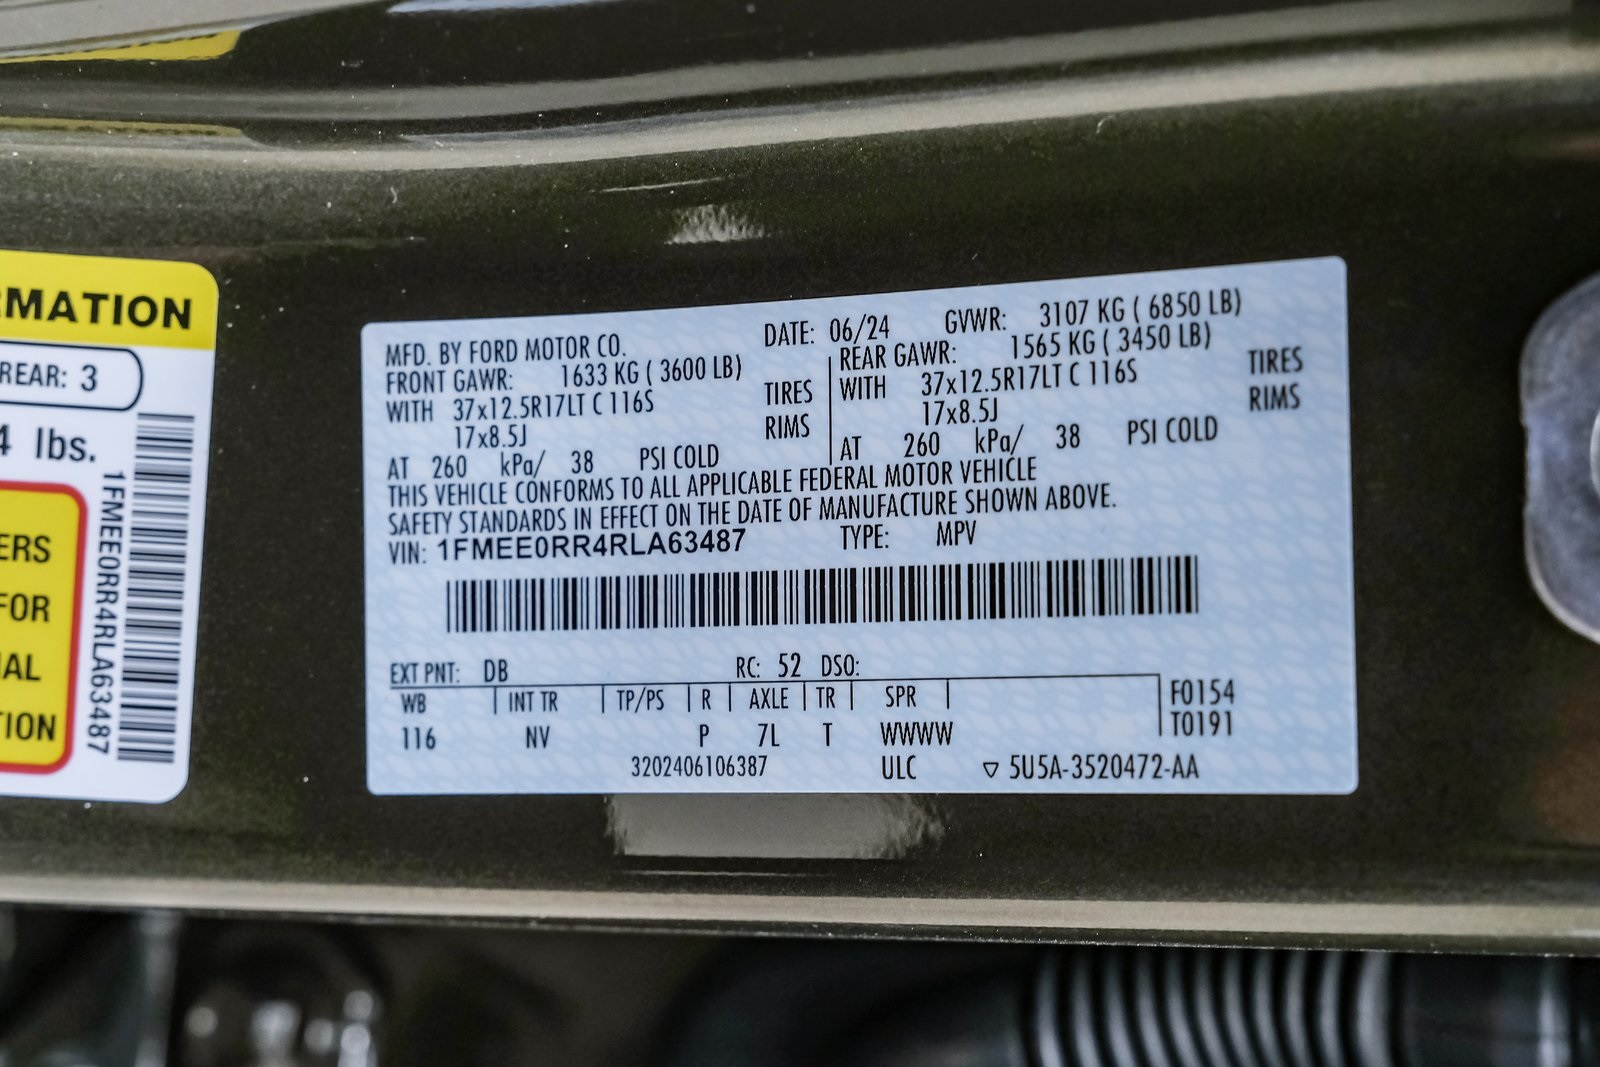 RMATION
REAR: 3
4 lbs.
1FMEE0RR4RLA63487
ERS
FOR
IAL
TION
MFD. BY FORD MOTOR CO. DATE: 06/24 GVWR: 3107 KG ( 6850 LB)
FRONT GAWR: 1633 KG ( 3600 LB) REAR GAWR: 1565 KG ( 3450 LB)
WITH 37x12.5R17LT C 116S TIRES WITH 37x12.5R17LT C 116S TIRES
17x8.5J RIMS 17x8.5J RIMS
AT 260 kPa/ 38 PSI COLD AT 260 kPa/ 38 PSI COLD
THIS VEHICLE CONFORMS TO ALL APPLICABLE FEDERAL MOTOR VEHICLE
SAFETY STANDARDS IN EFFECT ON THE DATE OF MANUFACTURE SHOWN ABOVE.
VIN: 1FMEE0RR4RLA63487 TYPE: MPV
EXT PNT: DB RC: 52 DSO:
WB INT TR TP/PS R AXLE TR SPR F0154
116 NV P 7L T WWWW T0191
3202406106387 ULC ▽ 5U5A-3520472-AA